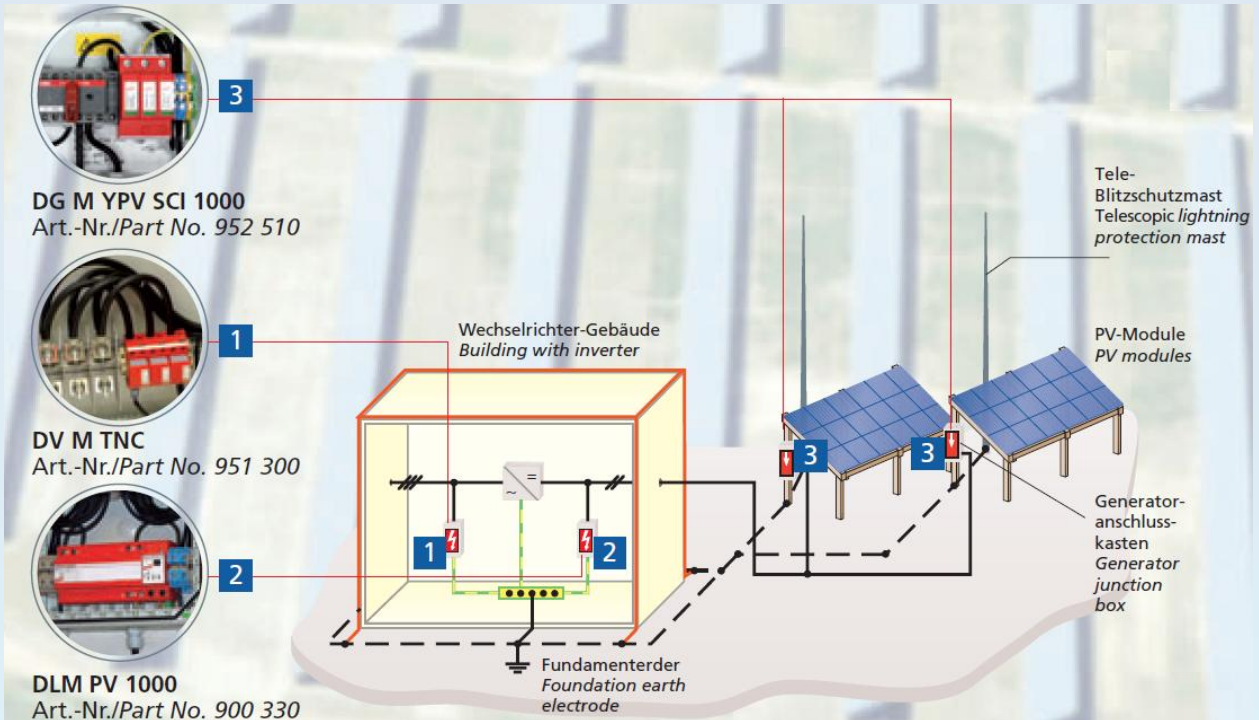 3
DG M YPV SCI 1000
Art.-Nr./Part No. 952 510
1
DV M TNC
Art.-Nr./Part No. 951 300
2
DLM PV 1000
Art.-Nr./Part No. 900 330
Wechselrichter-Gebäude
Building with inverter
=
~
1
2
Fundamenterder
Foundation earth
electrode
3
3
Tele-
Blitzschutzmast
Telescopic lightning
protection mast
PV-Module
PV modules
Generator-
anschluss-
kasten
Generator
junction
box